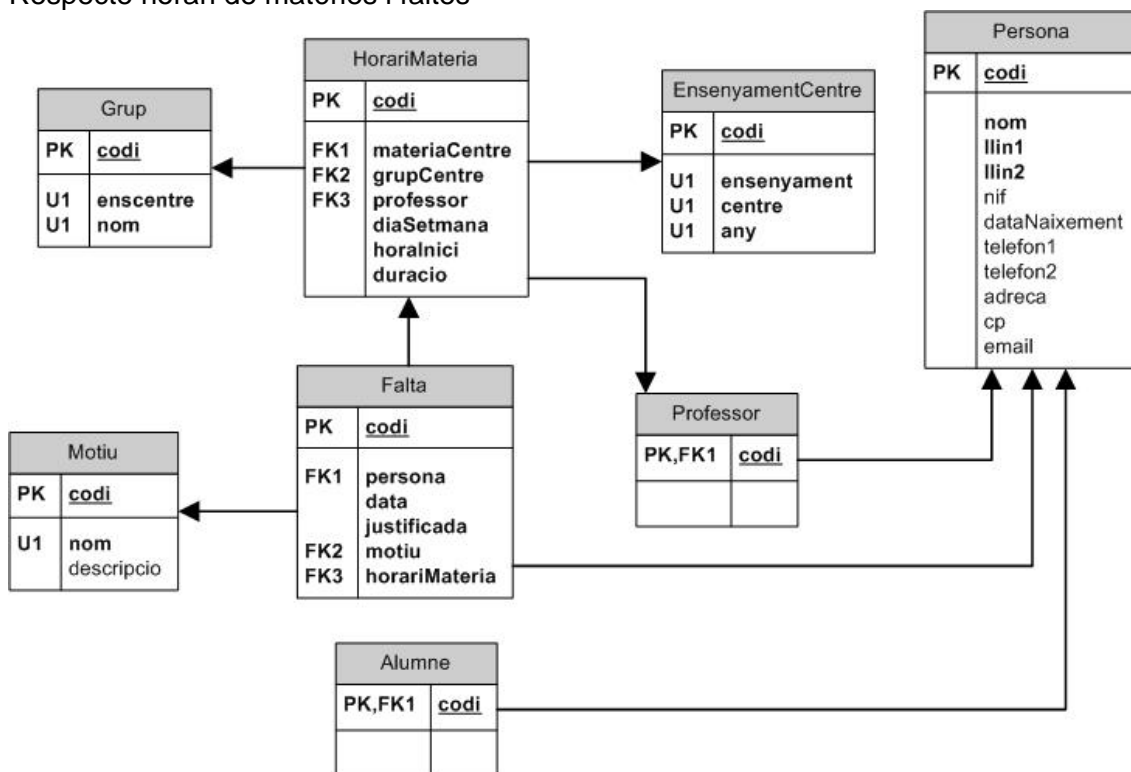 Respecte horari de matèries i faltes
Persona
PK codi
nom
llin1
llin2
nif
dataNaixement
telefon1
telefon2
adreca
cp
email
HorariMateria
PK codi
FK1 materiaCentre
FK2 grupCentre
FK3 professor
diaSetmana
horaInici
duracio
EnsenyamentCentre
PK codi
U1 ensenyament
U1 centre
U1 any
Grup
PK codi
U1 enscentre
U1 nom
Falta
PK codi
FK1 persona
data
justificada
FK2 motiu
FK3 horariMateria
Professor
PK,FK1 codi
Motiu
PK codi
U1 nom
descripcio
Alumne
PK,FK1 codi